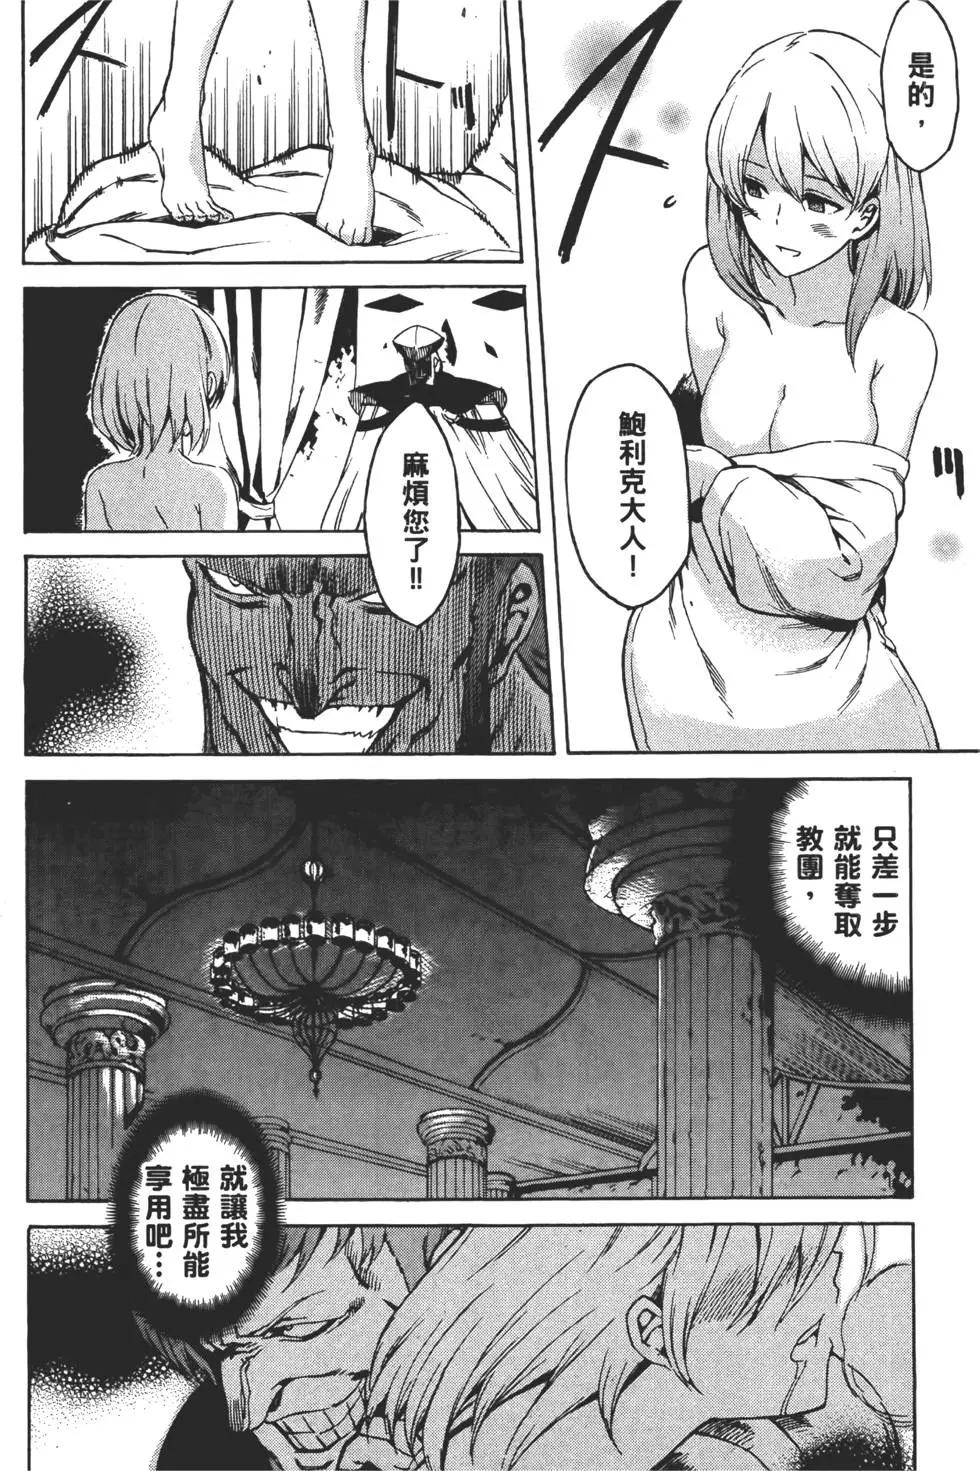 是的，
鮑利克大人！
麻煩您了!!
只差一步
就能奪取
教團，
就讓我
極盡所能
享用吧…